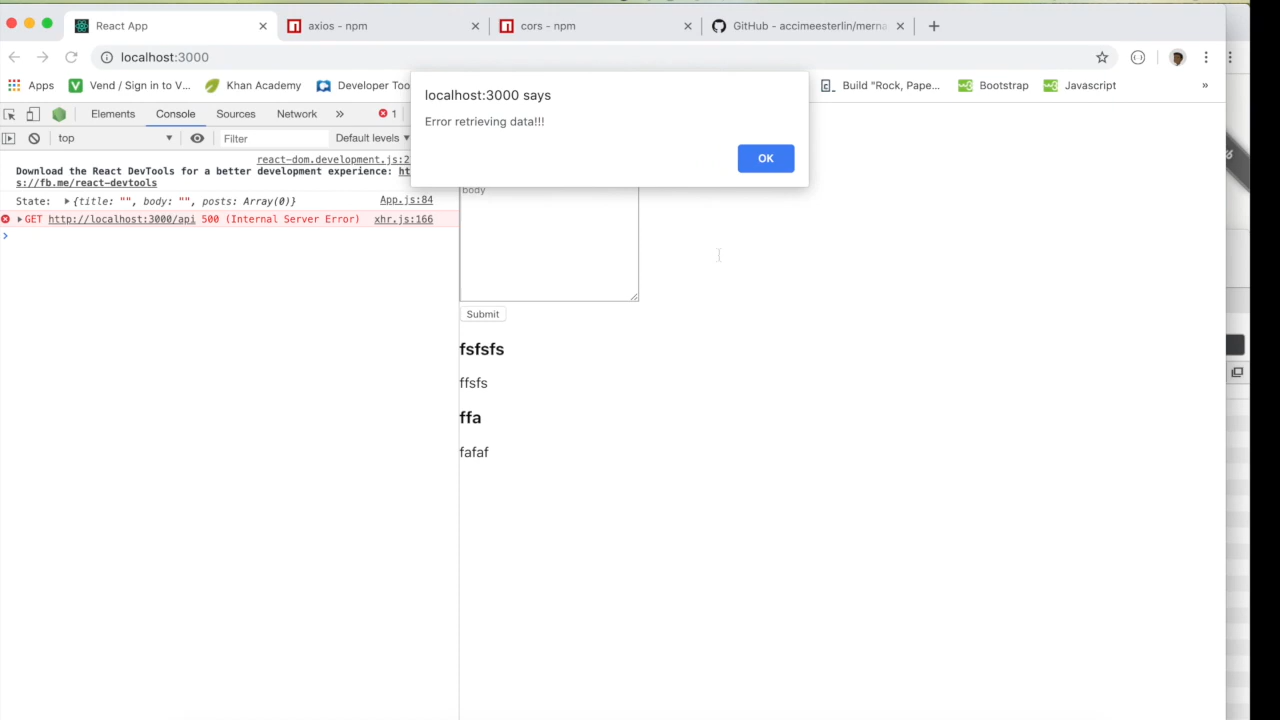 React App
axios - npm
cors - npm
GitHub - accimeesterlin/merna
localhost:3000
Apps
Vend / Sign in to V...
Khan Academy
Developer Too
Build "Rock, Pape...
Bootstrap
Javascript
»
localhost:3000 says
Error retrieving data!!!
OK
Elements
Console
Sources
Network
»
1
top
Filter
Default levels ▼
react-dom.development.js:2
Download the React DevTools for a better development experience: ht
s://fb.me/react-devtools
State: ▶{title: "", body: "", posts: Array(0)} App.js:84
▶GET http://localhost:3000/api 500 (Internal Server Error) xhr.js:166
>
body
Submit
fsfsfs
ffsfs
ffa
fafaf